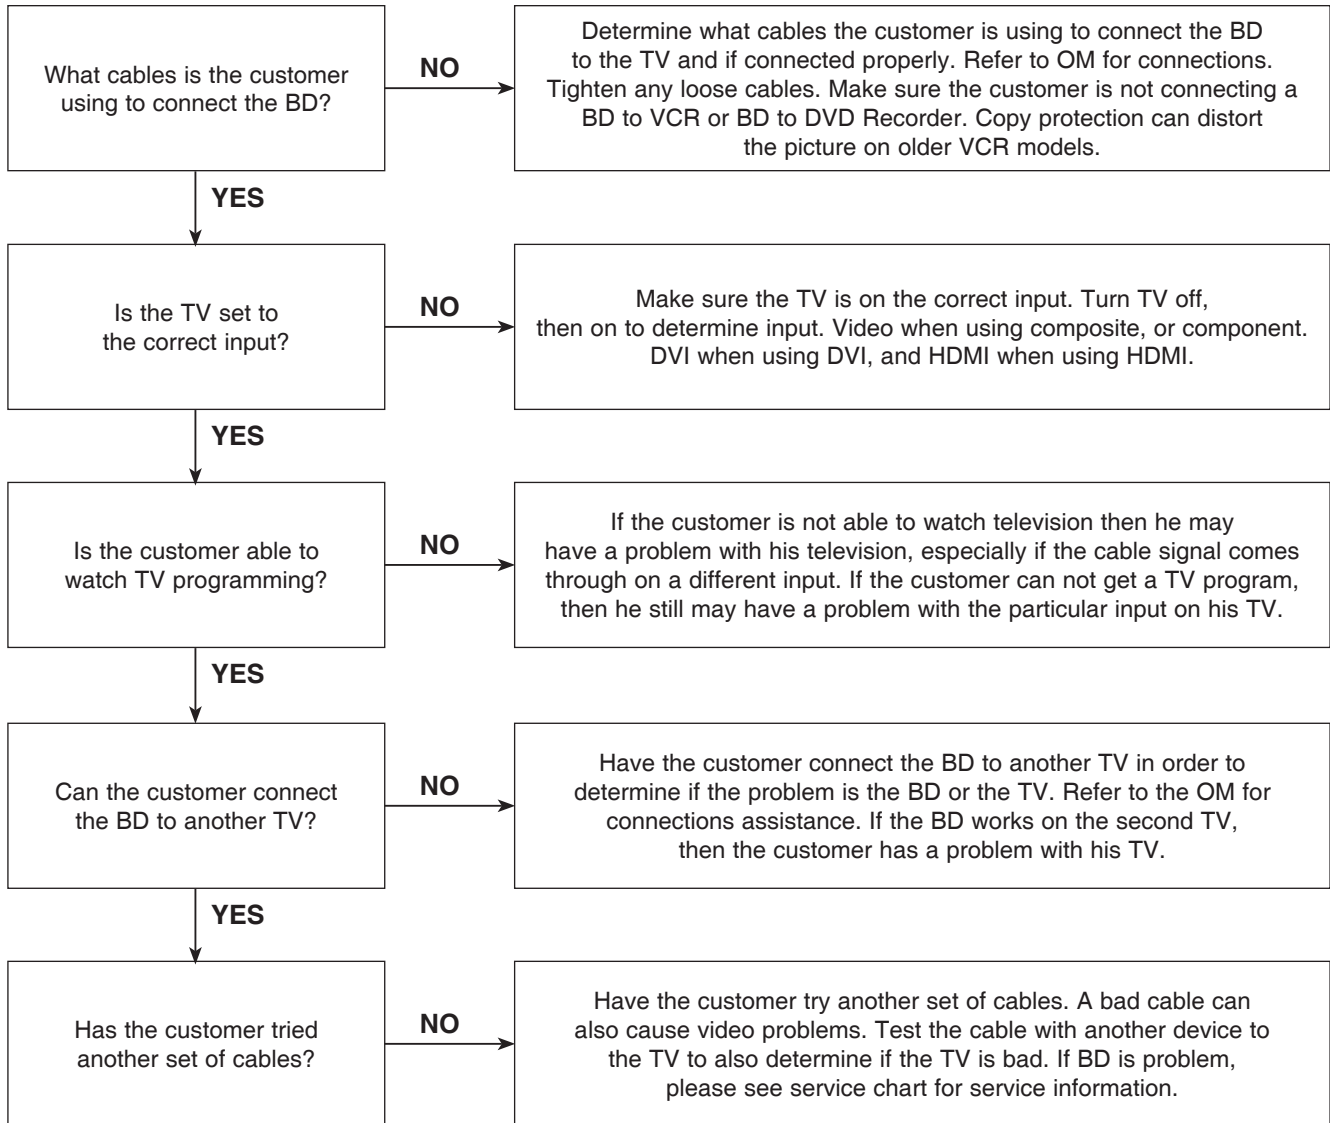 What cables is the customer
using to connect the BD?
NO
Determine what cables the customer is using to connect the BD
to the TV and if connected properly. Refer to OM for connections.
Tighten any loose cables. Make sure the customer is not connecting a
BD to VCR or BD to DVD Recorder. Copy protection can distort
the picture on older VCR models.
YES
Is the TV set to
the correct input?
NO
Make sure the TV is on the correct input. Turn TV off,
then on to determine input. Video when using composite, or component.
DVI when using DVI, and HDMI when using HDMI.
YES
Is the customer able to
watch TV programming?
NO
If the customer is not able to watch television then he may
have a problem with his television, especially if the cable signal comes
through on a different input. If the customer can not get a TV program,
then he still may have a problem with the particular input on his TV.
YES
Can the customer connect
the BD to another TV?
NO
Have the customer connect the BD to another TV in order to
determine if the problem is the BD or the TV. Refer to the OM for
connections assistance. If the BD works on the second TV,
then the customer has a problem with his TV.
YES
Has the customer tried
another set of cables?
NO
Have the customer try another set of cables. A bad cable can
also cause video problems. Test the cable with another device to
the TV to also determine if the TV is bad. If BD is problem,
please see service chart for service information.